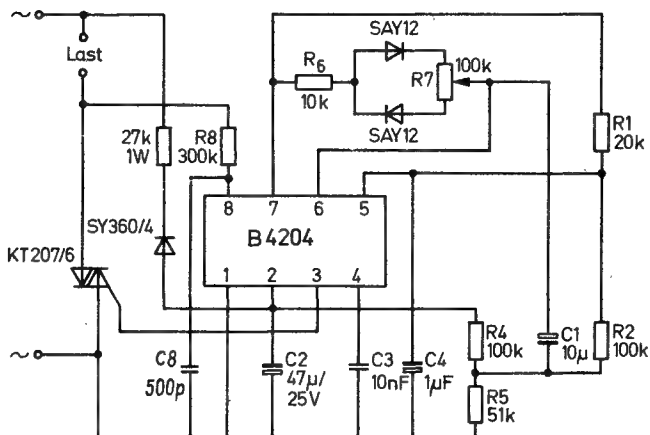 ~
Last
27k
1W
R8
300k
SAY12
R6
10k
R7
100k
SAY12
R1
20k
8 7 6 5
B4204
1 2 3 4
SY360/4
KT207/6
~
C8
500p
C2
47µ/
25V
C3
10nF
C4
1µF
R4
100k
R5
51k
C1
10µ
R2
100k